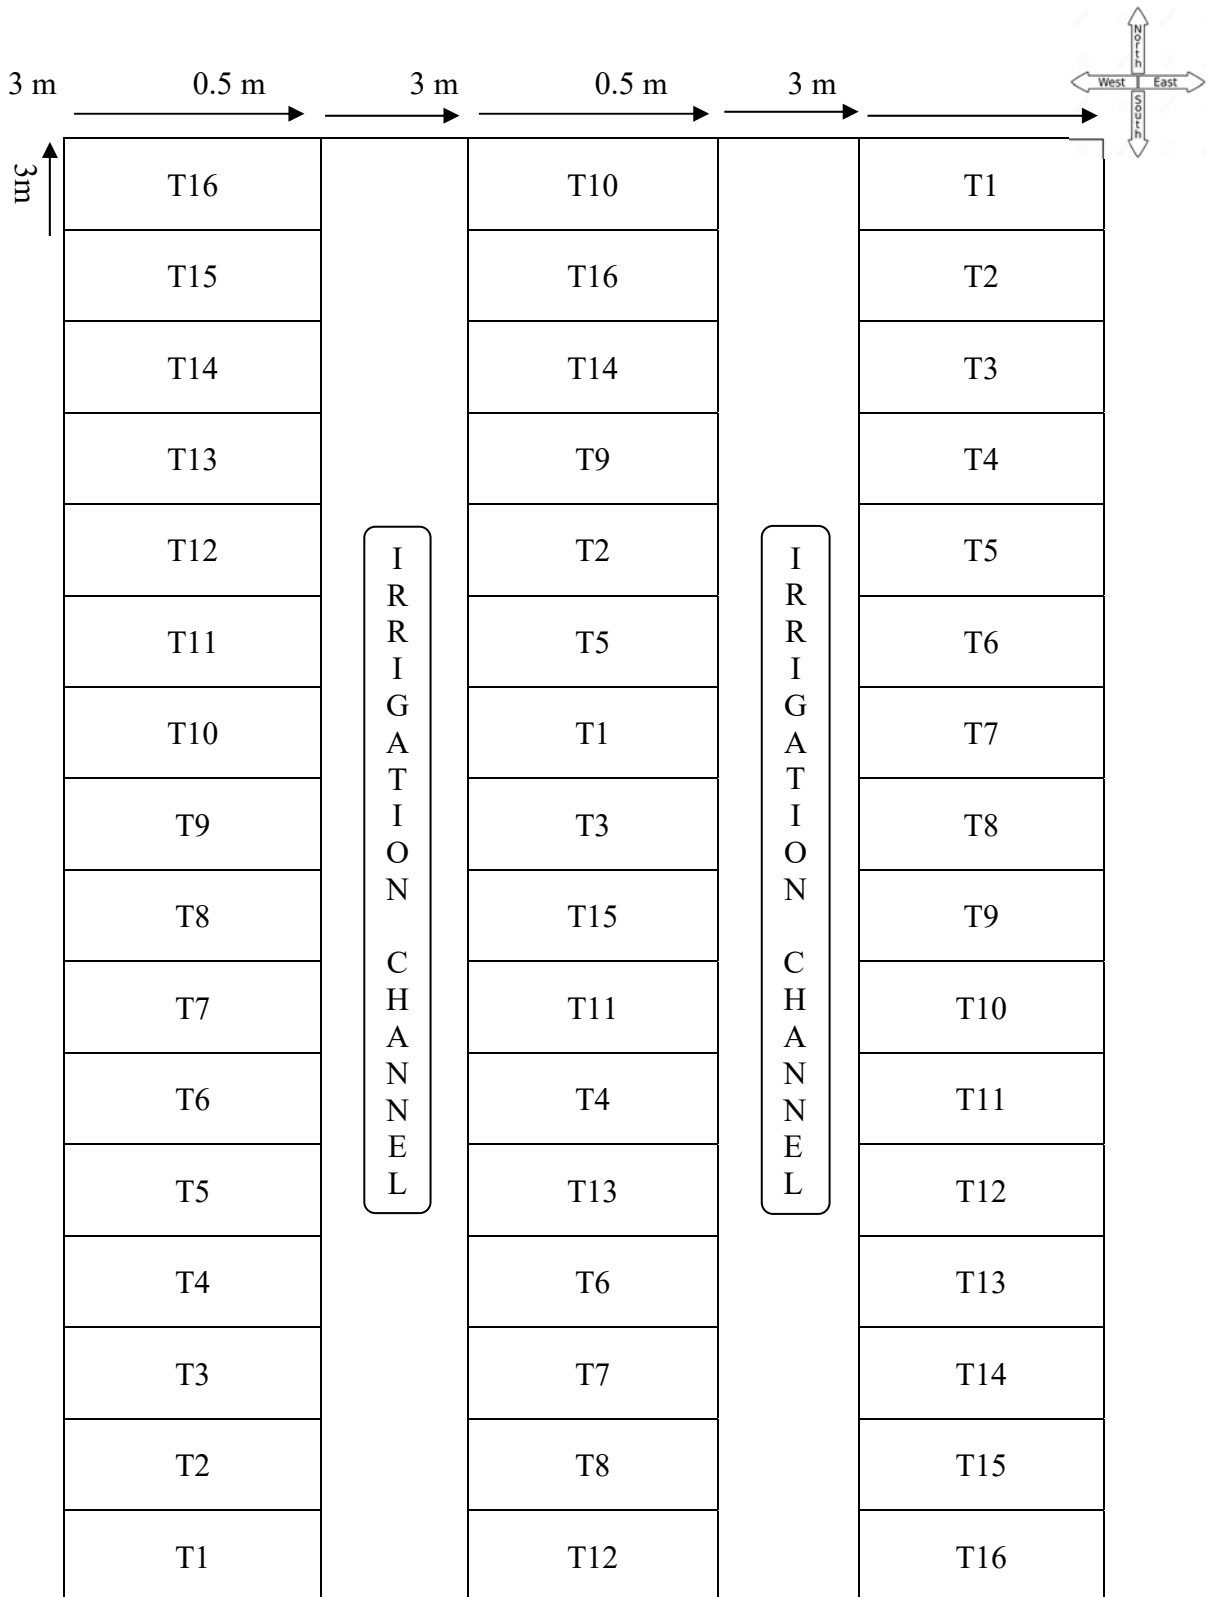 North
West East
South
3 m 0.5 m 3 m 0.5 m 3 m
3m
T16 T10 T1
T15 T16 T2
T14 T14 T3
T13 T9 T4
T12 T2 T5
T11 T5 T6
T10 T1 T7
T9 T3 T8
T8 T15 T9
T7 T11 T10
T6 T4 T11
T5 T13 T12
T4 T6 T13
T3 T7 T14
T2 T8 T15
T1 T12 T16
IRRIGATION CHANNEL
IRRIGATION CHANNEL